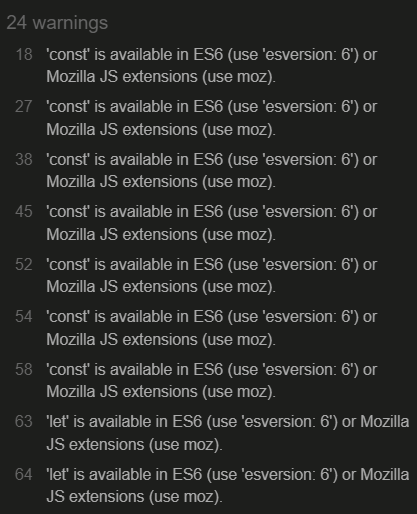 24 warnings
18 'const' is available in ES6 (use 'esversion: 6') or
Mozilla JS extensions (use moz).
27 'const' is available in ES6 (use 'esversion: 6') or
Mozilla JS extensions (use moz).
38 'const' is available in ES6 (use 'esversion: 6') or
Mozilla JS extensions (use moz).
45 'const' is available in ES6 (use 'esversion: 6') or
Mozilla JS extensions (use moz).
52 'const' is available in ES6 (use 'esversion: 6') or
Mozilla JS extensions (use moz).
54 'const' is available in ES6 (use 'esversion: 6') or
Mozilla JS extensions (use moz).
58 'const' is available in ES6 (use 'esversion: 6') or
Mozilla JS extensions (use moz).
63 'let' is available in ES6 (use 'esversion: 6') or Mozilla
JS extensions (use moz).
64 'let' is available in ES6 (use 'esversion: 6') or Mozilla
JS extensions (use moz).